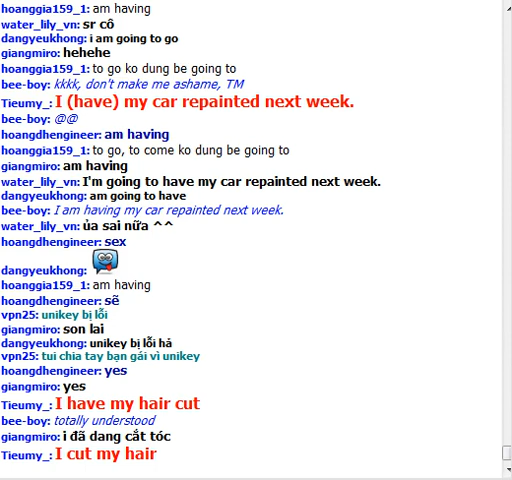 hoanggia159_1: am having
water_lily_vn: sr cô
dangyeukhong: i am going to go
giangmiro: hehehe
hoanggia159_1: to go ko dung be going to
bee-boy: kkkk, don't make me ashame, TM
Tieumy_: I (have) my car repainted next week.
bee-boy: @@
hoangdhengineer: am having
hoanggia159_1: to go, to come ko dung be going to
giangmiro: am having
water_lily_vn: I'm going to have my car repainted next week.
dangyeukhong: am going to have
bee-boy: I am having my car repainted next week.
water_lily_vn: ủa sai nữa ^^
hoangdhengineer: sex
dangyeukhong:
hoanggia159_1: am having
hoangdhengineer: sẽ
vpn25: unikey bị lỗi
giangmiro: son lai
dangyeukhong: unikey bị lỗi hả
vpn25: tui chia tay bạn gái vì unikey
hoangdhengineer: yes
giangmiro: yes
Tieumy_: I have my hair cut
bee-boy: totally understood
giangmiro: i đã dang cắt tóc
Tieumy_: I cut my hair